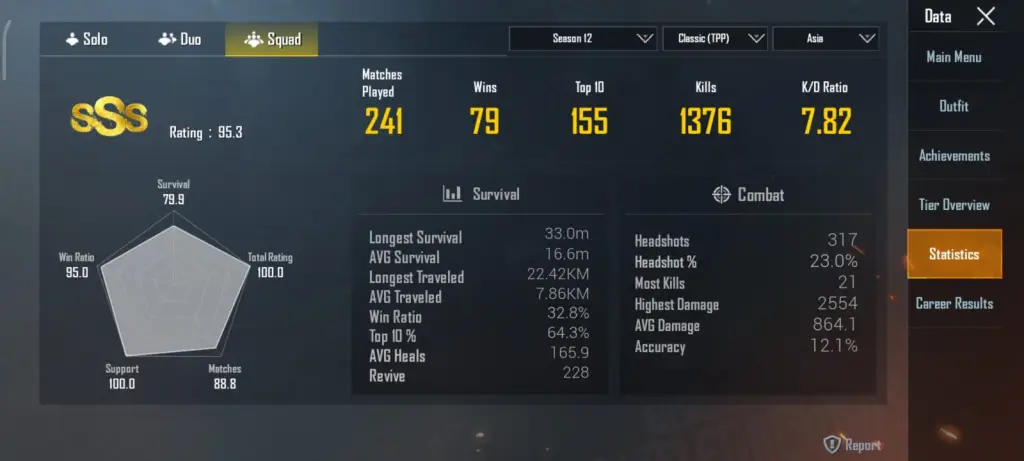 Solo
Duo
Squad
Season 12
Classic (TPP)
Asia
Data
Main Menu
Outfit
Achievements
Tier Overview
Statistics
Career Results
sSs
Rating : 95.3
Matches
Played
241
Wins
79
Top 10
155
Kills
1376
K/D Ratio
7.82
Survival
79.9
Win Ratio
95.0
Total Rating
100.0
Support
100.0
Matches
88.8
Survival
Longest Survival 33.0m
AVG Survival 16.6m
Longest Traveled 22.42KM
AVG Traveled 7.86KM
Win Ratio 32.8%
Top 10 % 64.3%
AVG Heals 165.9
Revive 228
Combat
Headshots 317
Headshot % 23.0%
Most Kills 21
Highest Damage 2554
AVG Damage 864.1
Accuracy 12.1%
Report